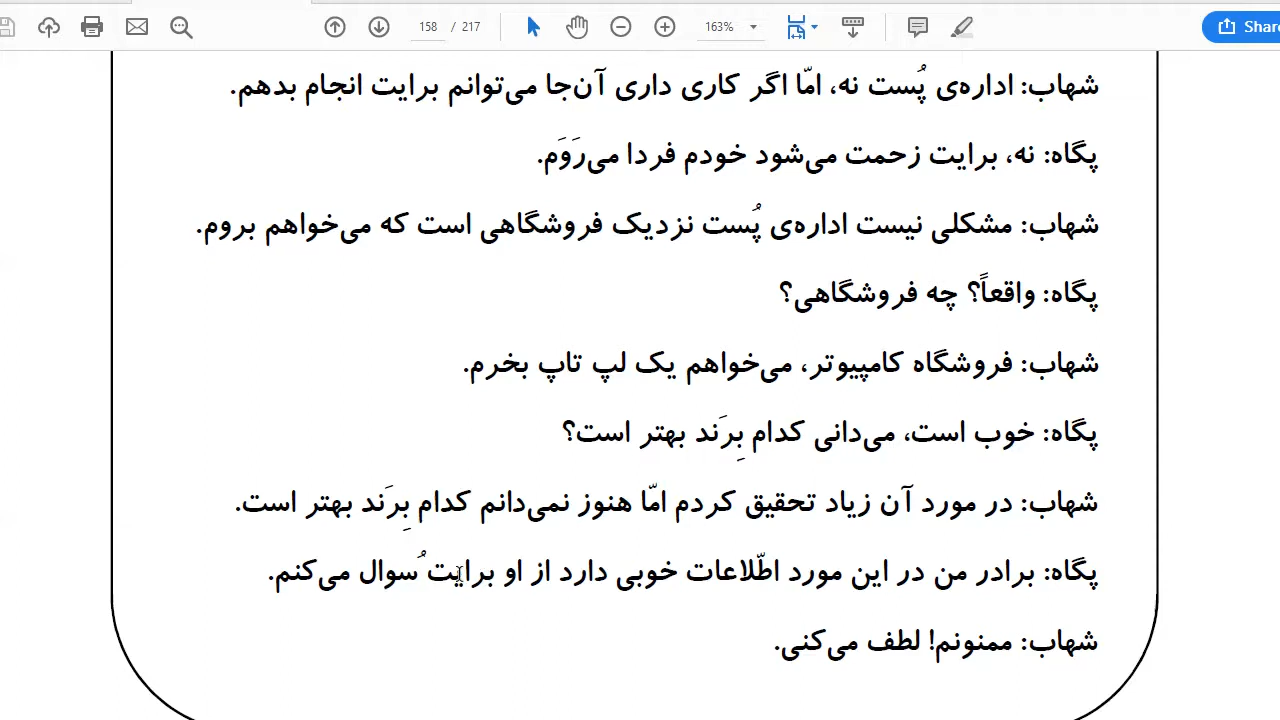 158 / 217
163%
Share
شهاب: اداره‌ی پُست نه، امّا اگر کاری داری آن‌جا می‌توانم برایت انجام بدهم.
پگاه: نه، برایت زحمت می‌شود خودم فردا می‌رَوَم.
شهاب: مشکلی نیست اداره‌ی پُست نزدیک فروشگاهی است که می‌خواهم بروم.
پگاه: واقعاً؟ چه فروشگاهی؟
شهاب: فروشگاه کامپیوتر، می‌خواهم یک لپ تاپ بخرم.
پگاه: خوب است، می‌دانی کدام بِرَند بهتر است؟
شهاب: در مورد آن زیاد تحقیق کردم امّا هنوز نمی‌دانم کدام بِرَند بهتر است.
پگاه: برادر من در این مورد اطّلاعات خوبی دارد از او برایت ُسوال می‌کنم.
شهاب: ممنونم! لطف می‌کنی.